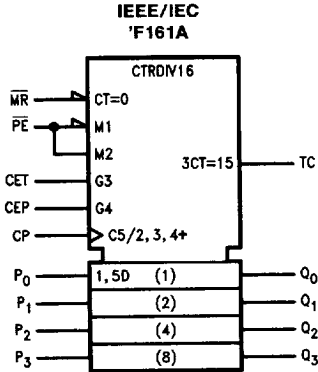 IEEE/IEC
'F161A
CTRDIV16
MR CT=0
PE M1
M2
3CT=15 TC
CET G3
CEP G4
CP C5/2,3,4+
P0 1,5D (1) Q0
P1 (2) Q1
P2 (4) Q2
P3 (8) Q3